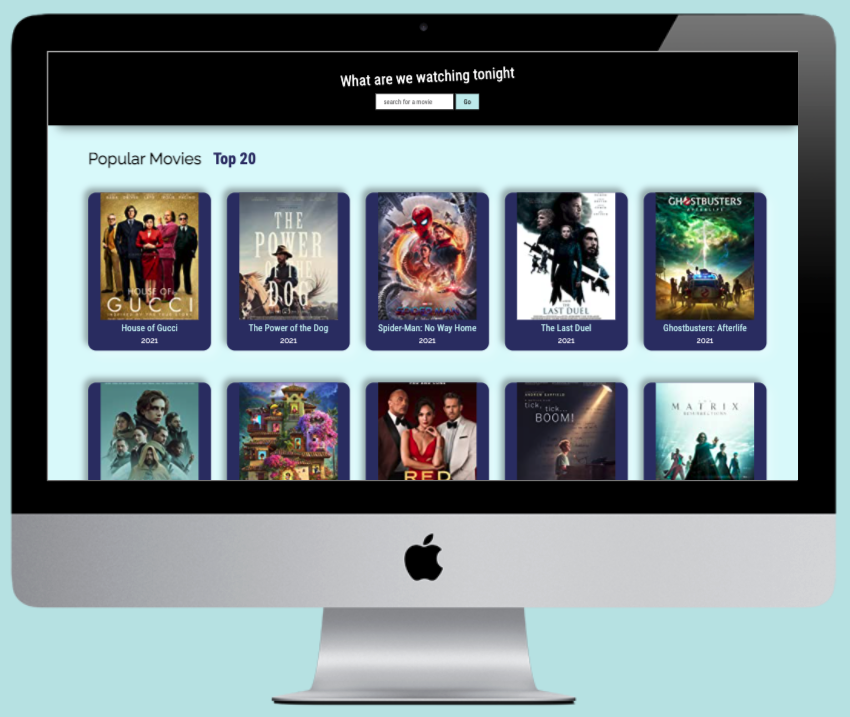 What are we watching tonight
search for a movie Go
Popular Movies Top 20
HOUSE OF
GUCCI
THE
POWER
OF THE
DOG
THE
LAST DUEL
GHOSTBUSTERS
AFTERLIFE
House of Gucci
The Power of the Dog
Spider-Man: No Way Home
The Last Duel
Ghostbusters: Afterlife
2021
2021
2021
2021
2021
RED
ANDREW GARFIELD
tick, tick...
BOOM!
MATRIX
RESURRECTIONS